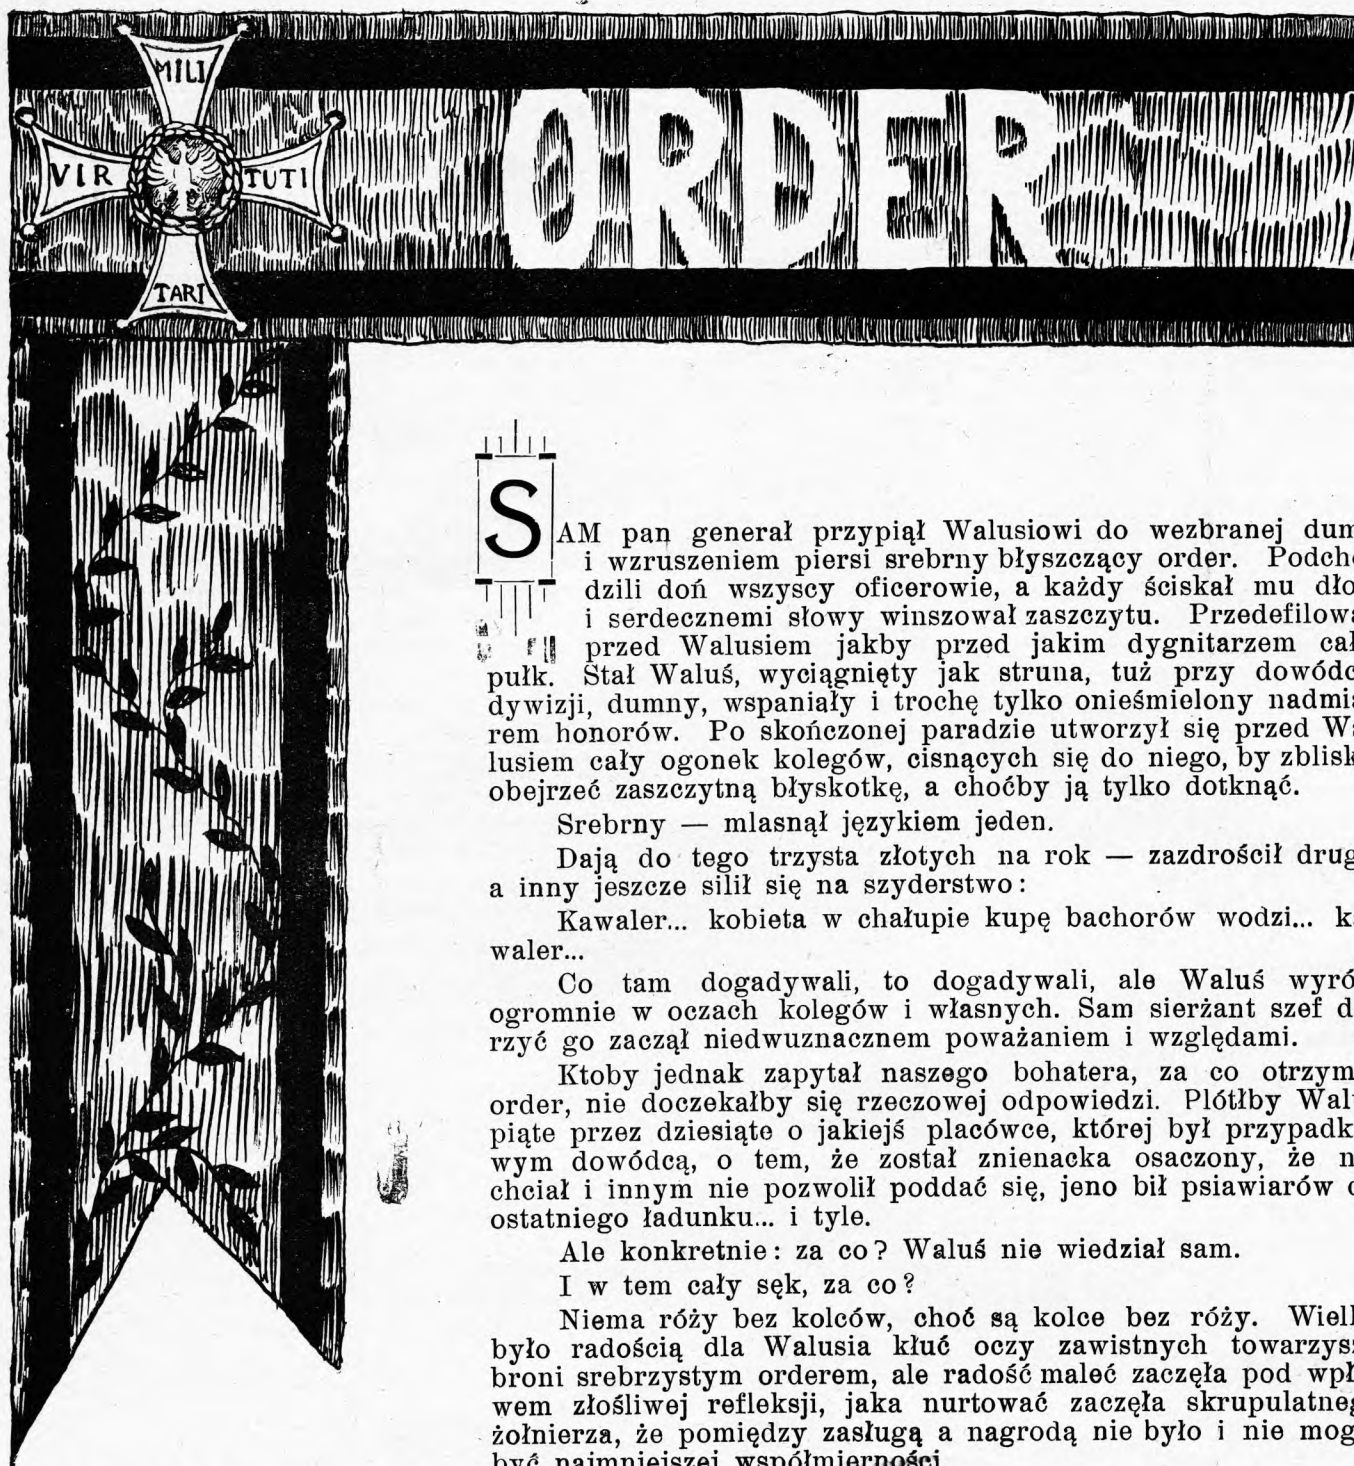 MILI
VIR TUTI
TARI
ORDER
SAM pan generał przypiął Walusiowi do wezbranej dum
i wzruszeniem piersi srebrny błyszczący order. Podcho
dzili doń wszyscy oficerowie, a każdy ściskał mu dło
i serdecznemi słowy winszował zaszczytu. Przedefilowa
przed Walusiem jakby przed jakim dygnitarzem cał
pułk. Stał Waluś, wyciągnięty jak struna, tuż przy dowódc
dywizji, dumny, wspaniały i trochę tylko onieśmielony nadmia
rem honorów. Po skończonej paradzie utworzył się przed Wa
lusiem cały ogonek kolegów, cisnących się do niego, by zblisk
obejrzeć zaszczytną błyskotkę, a choćby ją tylko dotknąć.
Srebrny — mlasnął językiem jeden.
Dają do tego trzysta złotych na rok — zazdrościł drug
a inny jeszcze silił się na szyderstwo:
Kawaler... kobieta w chałupie kupę bachorów wodzi... ka
waler...
Co tam dogadywali, to dogadywali, ale Waluś wyró
ogromnie w oczach kolegów i własnych. Sam sierżant szef d
rzyć go zaczął niedwuznacznem poważaniem i względami.
Ktoby jednak zapytał naszego bohatera, za co otrzym
order, nie doczekałby się rzeczowej odpowiedzi. Plótłby Walu
piąte przez dziesiąte o jakiejś placówce, której był przypadk
wym dowódcą, o tem, że został znienacka osaczony, że n
chciał i innym nie pozwolił poddać się, jeno bił psiawiarów d
ostatniego ładunku... i tyle.
Ale konkretnie: za co? Waluś nie wiedział sam.
I w tem cały sęk, za co?
Niema róży bez kolców, choć są kolce bez róży. Wielk
było radością dla Walusia kłuć oczy zawistnych towarzysz
broni srebrzystym orderem, ale radość maleć zaczęła pod wpł
wem złośliwej refleksji, jaka nurtować zaczęła skrupulatneg
żołnierza, że pomiędzy zasługą a nagrodą nie było i nie mog
być najmniejszej współmierności